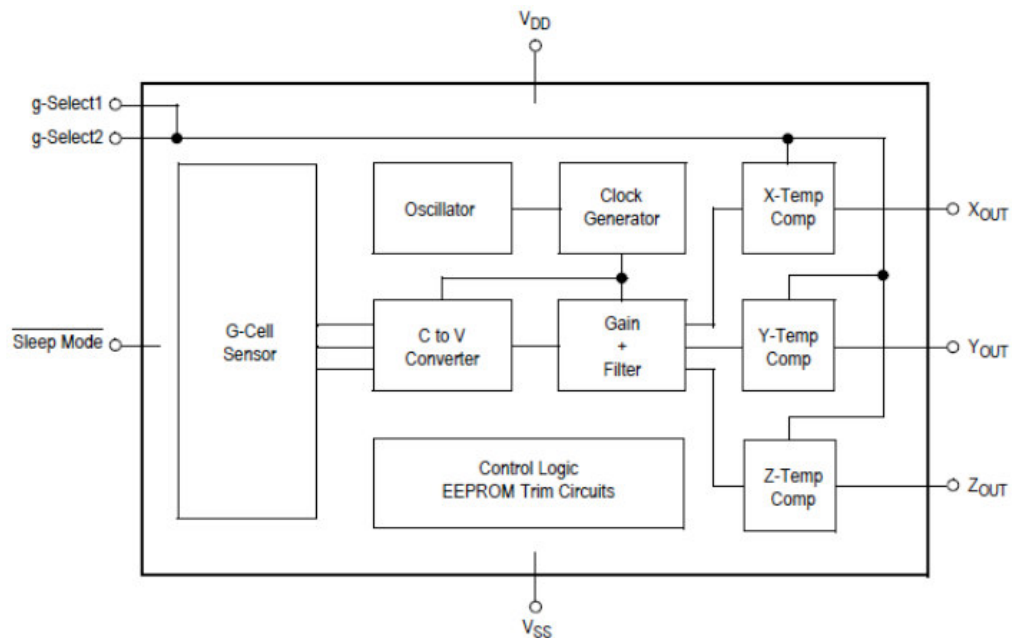 VDD
g-Select1
g-Select2
Oscillator
Clock
Generator
X-Temp
Comp
XOUT
Sleep Mode
G-Cell
Sensor
C to V
Converter
Gain
+
Filter
Y-Temp
Comp
YOUT
Control Logic
EEPROM Trim Circuits
Z-Temp
Comp
ZOUT
VSS